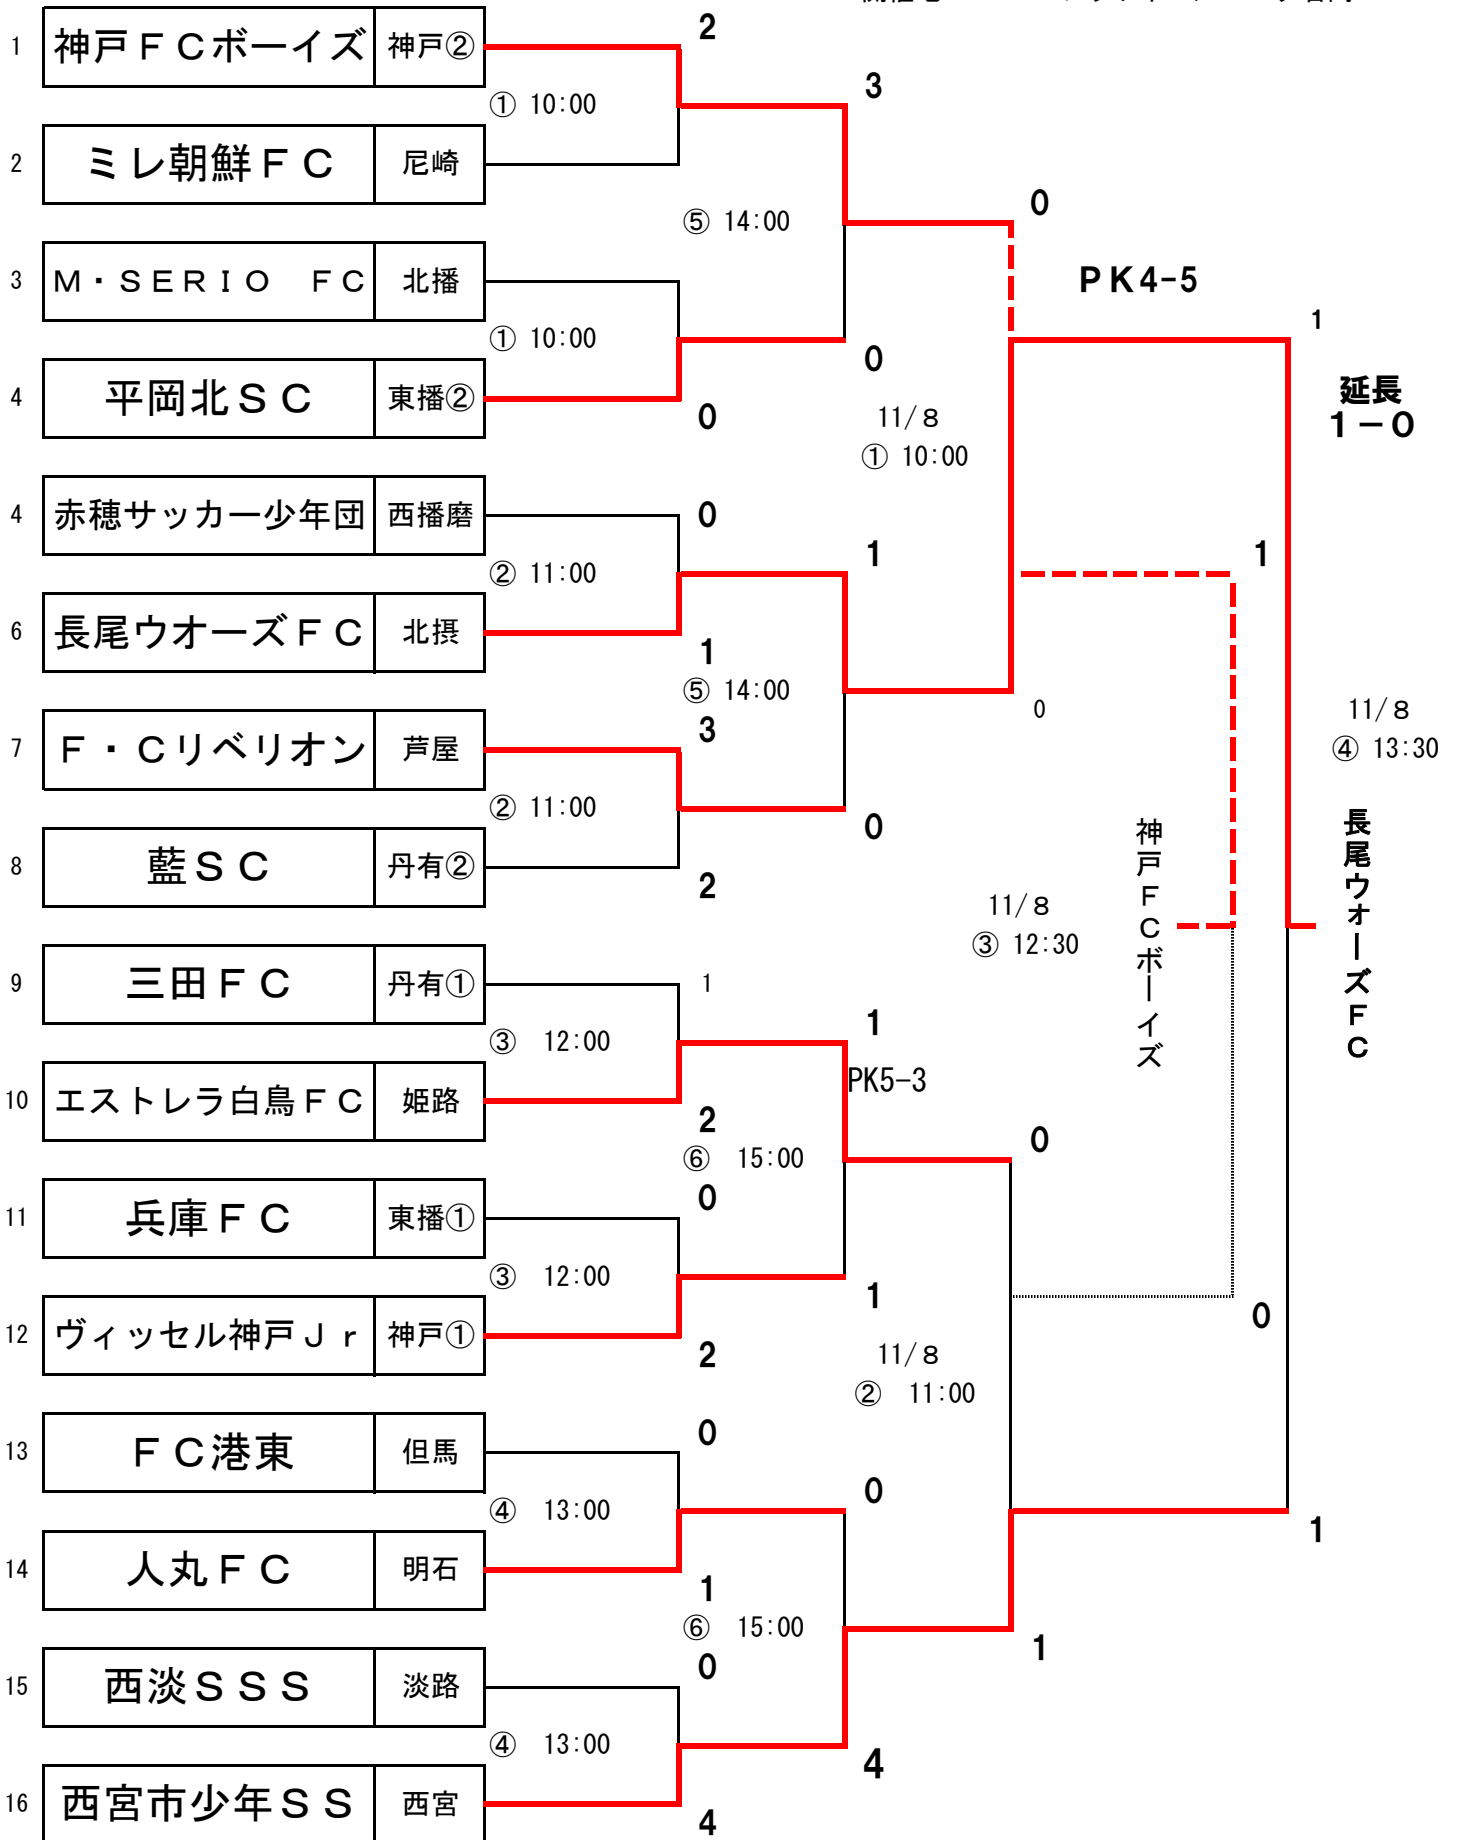 2
1 神戸ＦＣボーイズ 神戸②
3
① 10:00
2 ミレ朝鮮ＦＣ 尼崎
0
⑤ 14:00
3 Ｍ・ＳＥＲＩＯ　ＦＣ 北播
ＰＫ4-5
1
① 10:00
0
4 平岡北ＳＣ 東播②
延長
1－0
0
11/８
① 10:00
4 赤穂サッカー少年団 西播磨
0
1
1
② 11:00
6 長尾ウオーズＦＣ 北摂
1
⑤ 14:00
0
11/８
3
7 Ｆ・Ｃリベリオン 芦屋
④ 13:30
② 11:00
0
神戸ＦＣボーイズ
長尾ウオーズＦＣ
8 藍ＳＣ 丹有②
2
11/８
③ 12:30
9 三田ＦＣ 丹有①
1
1
③ 12:00
PK5-3
10 エストレラ白鳥ＦＣ 姫路
2
0
⑥ 15:00
0
11 兵庫ＦＣ 東播①
③ 12:00
1
0
12 ヴィッセル神戸Ｊｒ 神戸①
2
11/８
② 11:00
0
13 ＦＣ港東 但馬
0
④ 13:00
1
14 人丸ＦＣ 明石
1
⑥ 15:00
1
0
15 西淡ＳＳＳ 淡路
④ 13:00
4
16 西宮市少年ＳＳ 西宮
4